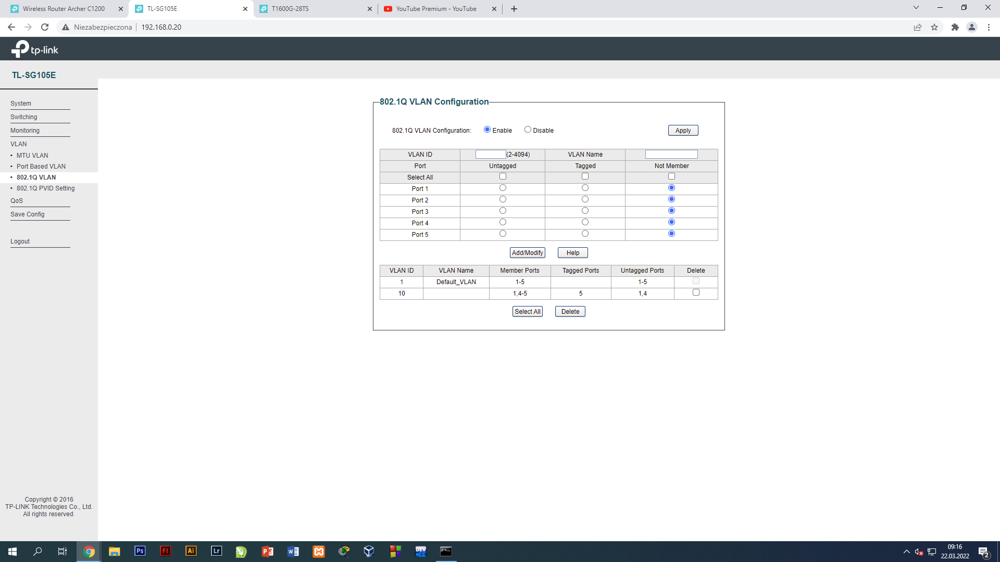 Wireless Router Archer C1200
TL-SG105E
T1600G-28TS
YouTube Premium - YouTube
Niezabezpieczona
192.168.0.20
tp-link
TL-SG105E
System
Switching
Monitoring
VLAN
• MTU VLAN
• Port Based VLAN
• 802.1Q VLAN
• 802.1Q PVID Setting
QoS
Save Config
Logout
Copyright © 2016
TP-LINK Technologies Co., Ltd.
All rights reserved.
802.1Q VLAN Configuration
802.1Q VLAN Configuration: Enable Disable Apply
VLAN ID (2-4094) VLAN Name
Port Untagged Tagged Not Member
Select All
Port 1
Port 2
Port 3
Port 4
Port 5
Add/Modify Help
VLAN ID VLAN Name Member Ports Tagged Ports Untagged Ports Delete
1 Default_VLAN 1-5 1-5
10 1,4-5 5 1,4
Select All Delete
Ps
Fl
Ai
Lr
DEV
09:16
22.03.2022
2